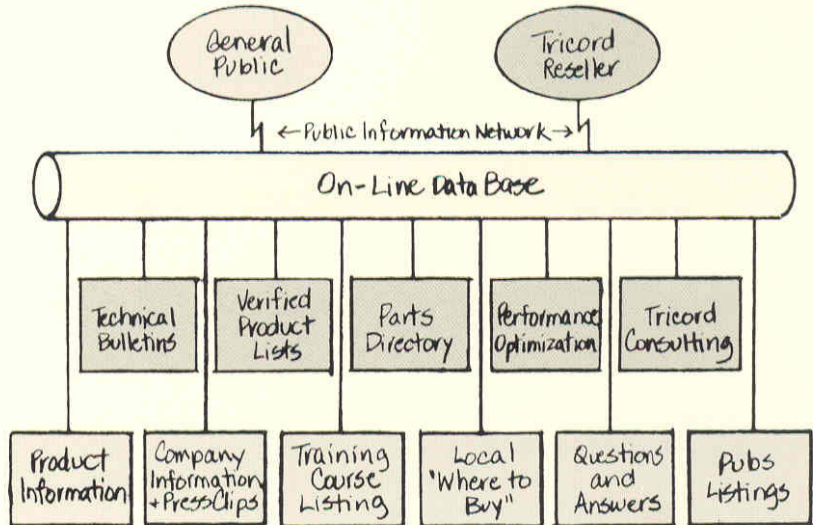 General
Public
Tricord
Reseller
←Public Information Network→
On-Line Data Base
Technical
Bulletins
Verified
Product
Lists
Parts
Directory
Performance
Optimization
Tricord
Consulting
Product
Information
Company
Information
+Press Clips
Training
Course
Listing
Local
"Where to
Buy"
Questions
and
Answers
Pubs
Listings